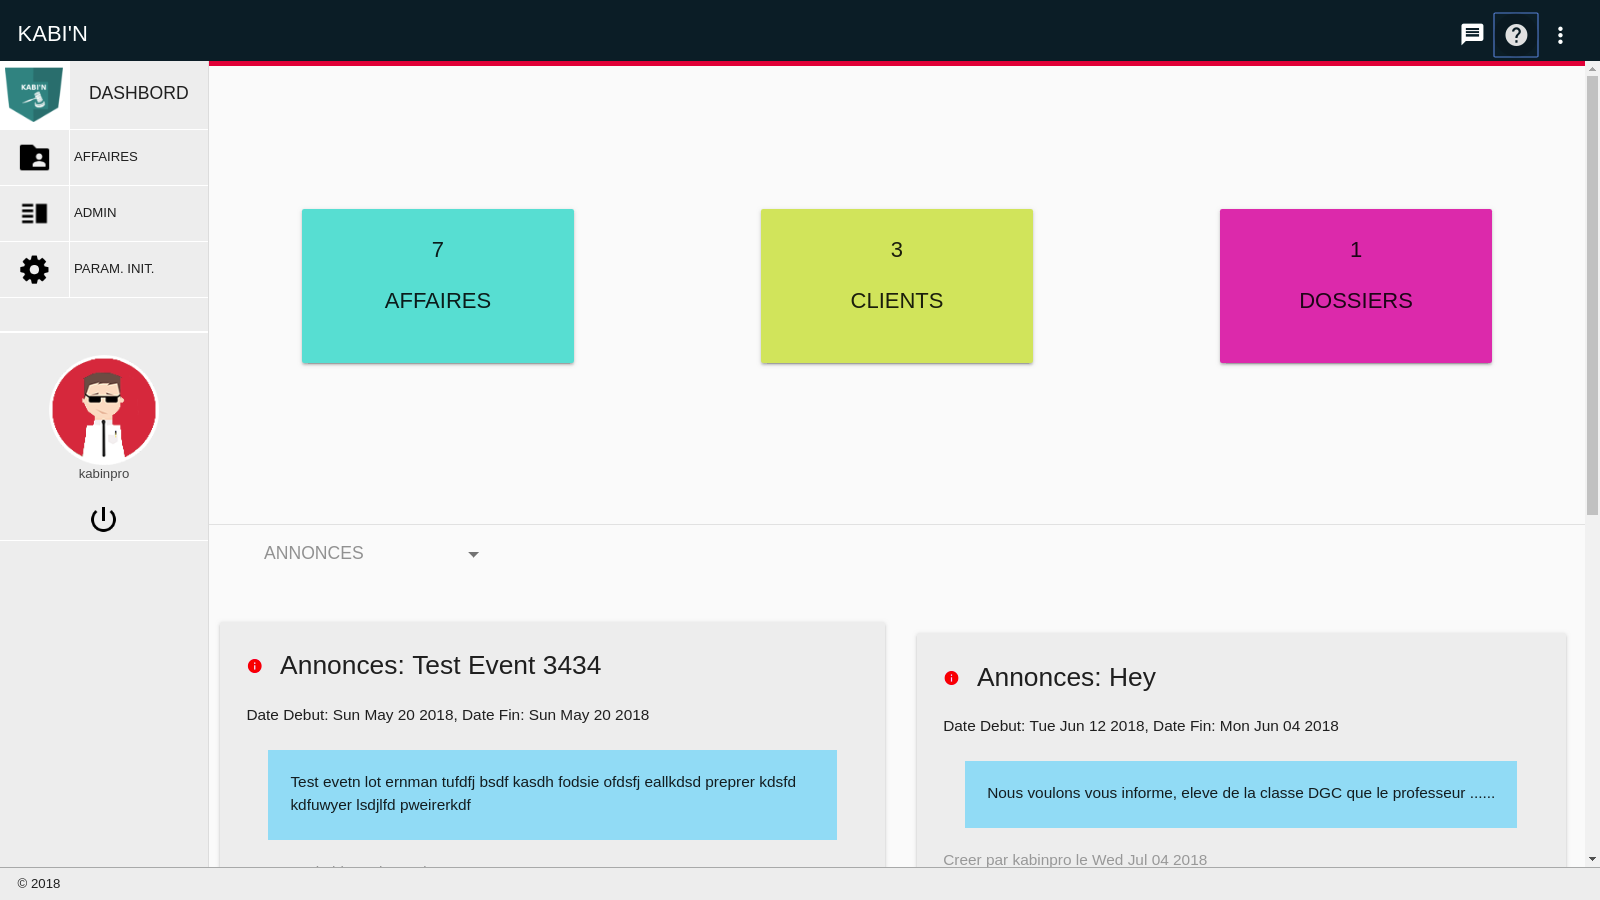 KABI'N
KABI'N
DASHBORD
AFFAIRES
ADMIN
PARAM. INIT.
kabinpro
7
AFFAIRES
3
CLIENTS
1
DOSSIERS
ANNONCES
Annonces: Test Event 3434
Date Debut: Sun May 20 2018, Date Fin: Sun May 20 2018
Test evetn lot ernman tufdfj bsdf kasdh fodsie ofdsfj eallkdsd preprer kdsfd
kdfuwyer lsdjlfd pweirerkdf
Annonces: Hey
Date Debut: Tue Jun 12 2018, Date Fin: Mon Jun 04 2018
Nous voulons vous informe, eleve de la classe DGC que le professeur ......
Creer par kabinpro le Wed Jul 04 2018
© 2018